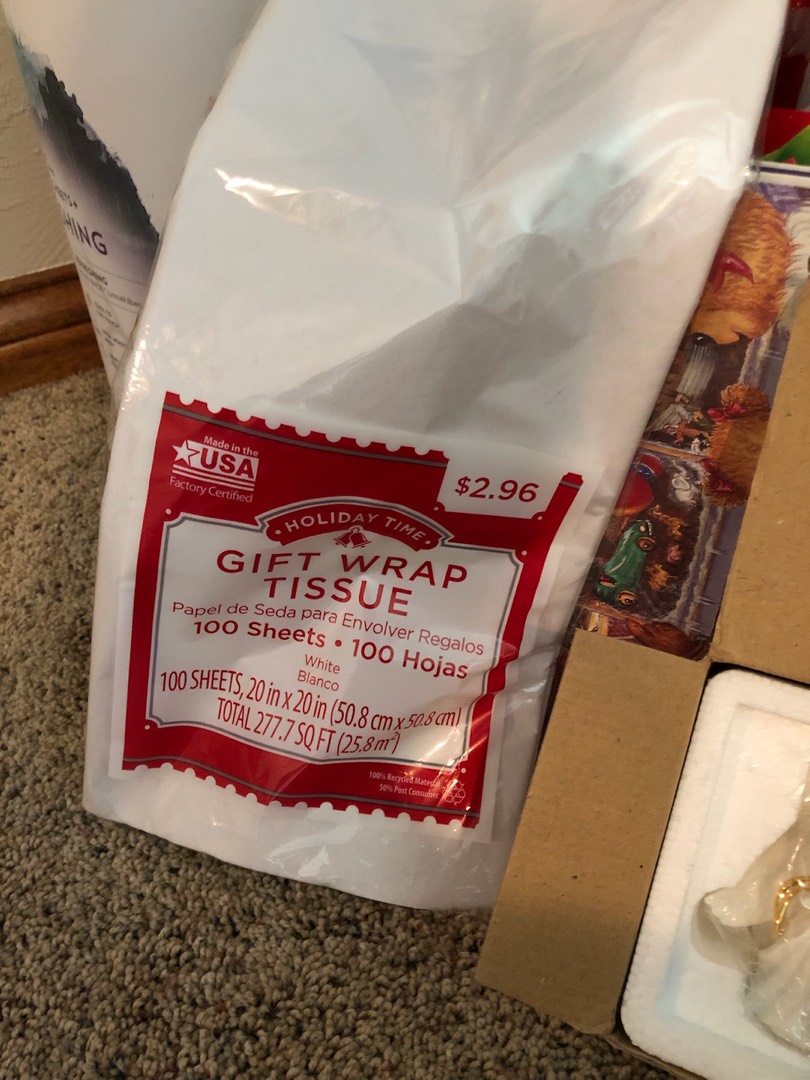 HING
Made in the
USA
Factory Certified
$2.96
HOLIDAY TIME
GIFT WRAP
TISSUE
Papel de Seda para Envolver Regalos
100 Sheets • 100 Hojas
White
Blanco
100 SHEETS, 20 in x 20 in (50.8 cm x 50.8 cm)
TOTAL 277.7 SQ FT (25.8 m²)
100% Recycled Material
50% Post Consumer